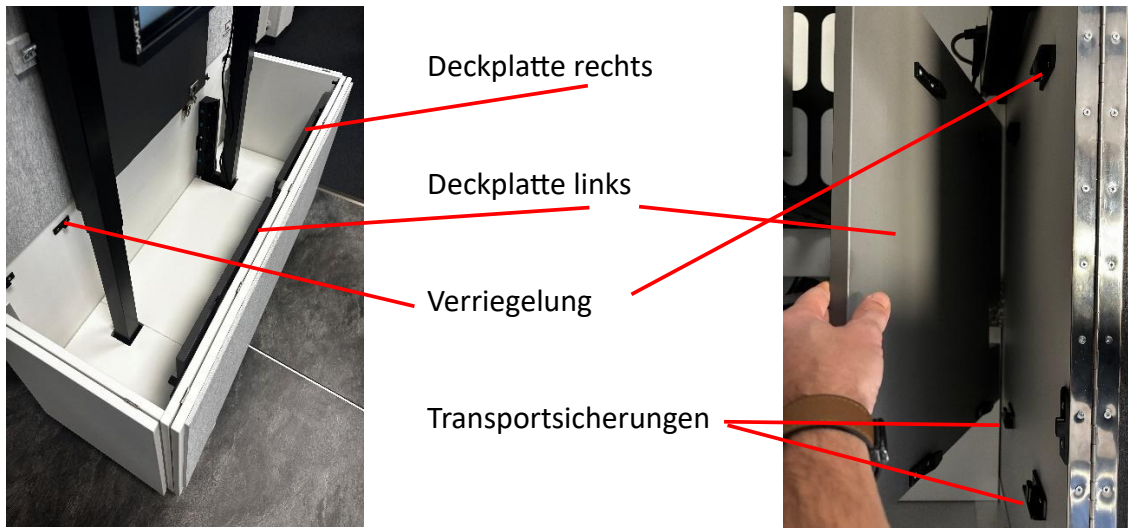 Deckplatte rechts
Deckplatte links
Verriegelung
Transportsicherungen